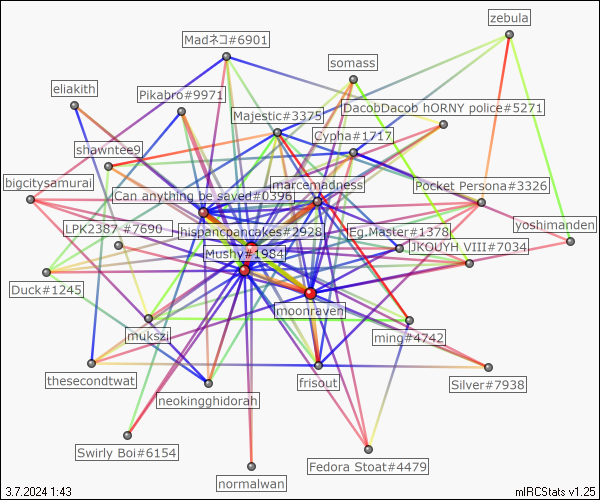 zebula
Madネコ#6901
somass
eliakith
Pikabro#9971
DacobDacob hORNY police#5271
Majestic#3375
Cypha#1717
shawntee9
bigcitysamurai
marcemadness
Pocket Persona#3326
Can anything be saved#0396
yoshimanden
LPK2387 #7690
hispancpancakes#2928
Eg.Master#1378
JKOUYH VIII#7034
Mushy#1984
Duck#1245
moonraven
mukszi
ming#4742
thesecondtwat
frisout
Silver#7938
neokingghidorah
Swirly Boi#6154
Fedora Stoat#4479
normalwan
3.7.2024 1:43
mIRCStats v1.25